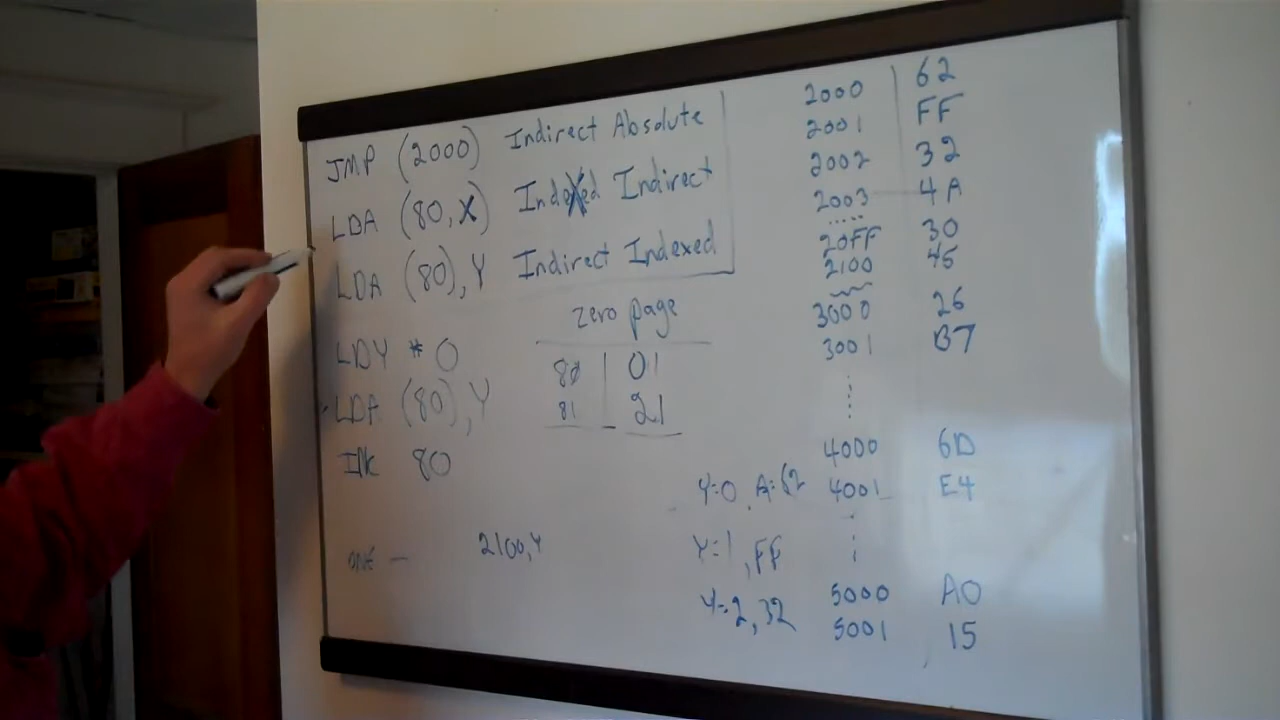 JMP (2000) Indirect Absolute
LDA (80,X) Indexed Indirect
LDA (80),Y Indirect Indexed
LDY # 0
LDA (80),Y
INC 80
2100,Y
zero page
80 01
81 21
2000 62
2001 FF
2002 32
2003 4A
.....
20FF 30
2100 45
3000 26
3001 B7
4000 6D
4001 E4
5000 A0
5001 15
Y=0, A=62
Y=1, FF
Y=2, 32